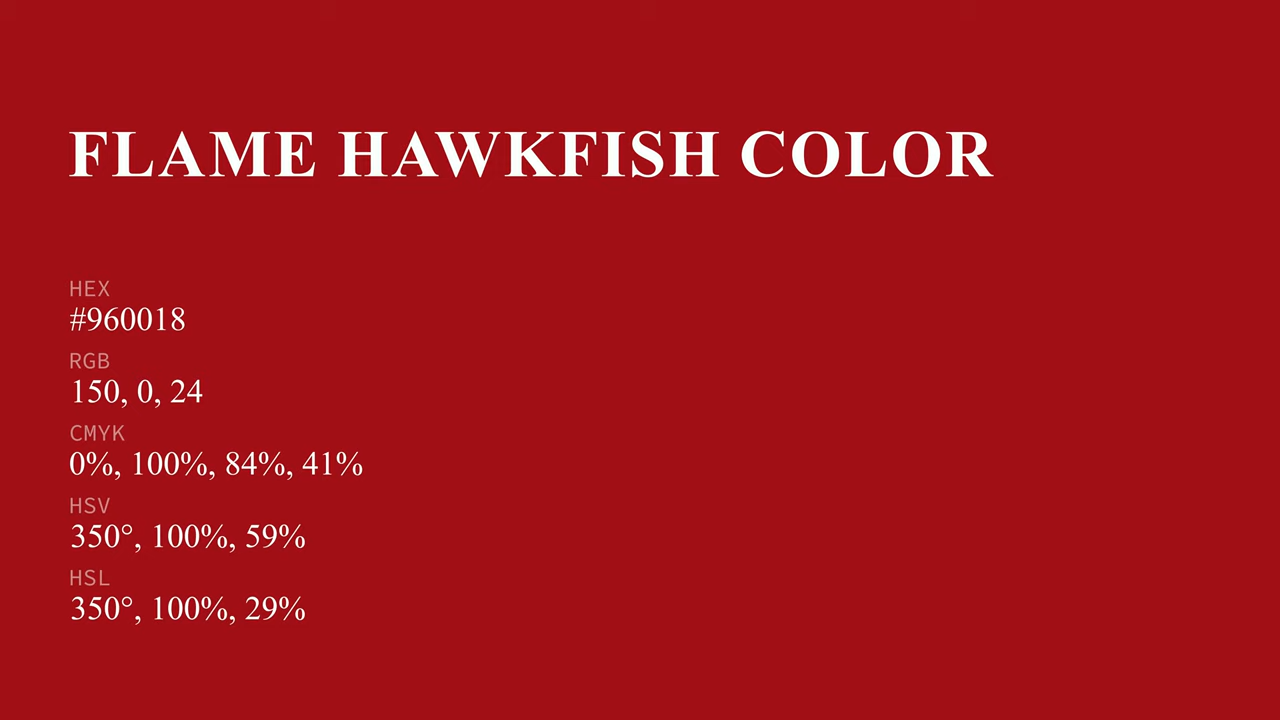 FLAME HAWKFISH COLOR
HEX
#960018
RGB
150, 0, 24
CMYK
0%, 100%, 84%, 41%
HSV
350°, 100%, 59%
HSL
350°, 100%, 29%